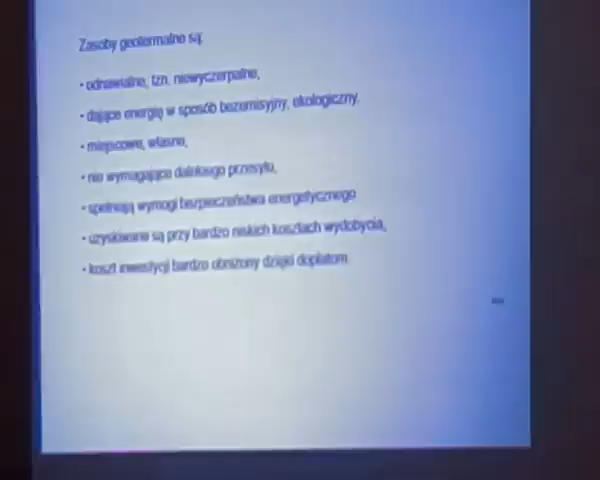 Zasoby geotermalne są:
• odnawialne, tzn. niewyczerpalne,
• dające energię w sposób bezemisyjny, ekologiczny,
• miejscowe, własne,
• nie wymagające dalekiego przesyłu,
• spełniają wymogi bezpieczeństwa energetycznego
• uzyskiwane są przy bardzo niskich kosztach wydobycia,
• koszt inwestycji bardzo obniżony dzięki dopłatom